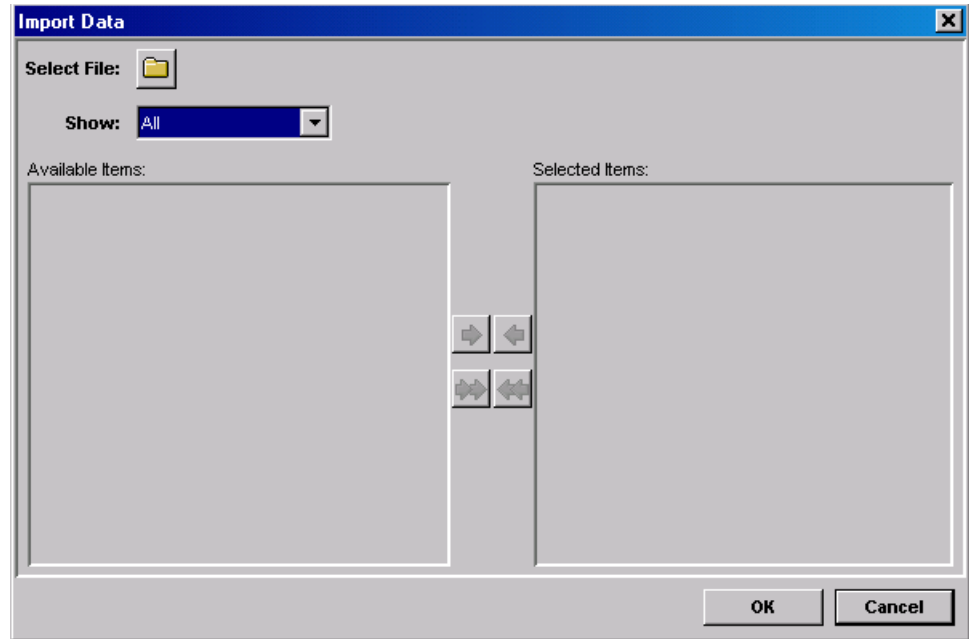 Import Data
Select File:
Show: All
Available Items: Selected Items:
OK Cancel